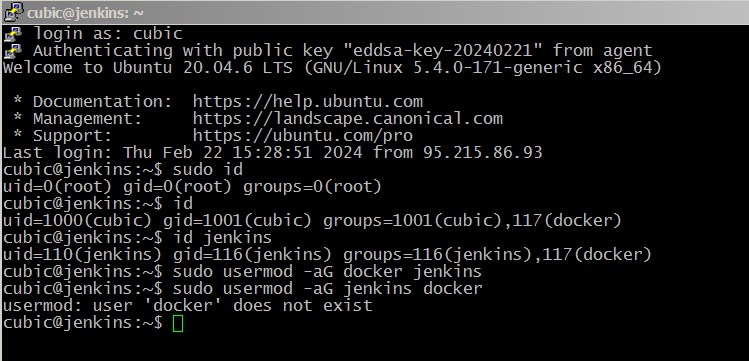 cubic@jenkins: ~
login as: cubic
Authenticating with public key "eddsa-key-20240221" from agent
Welcome to Ubuntu 20.04.6 LTS (GNU/Linux 5.4.0-171-generic x86_64)
* Documentation:  https://help.ubuntu.com
* Management:     https://landscape.canonical.com
* Support:        https://ubuntu.com/pro
Last login: Thu Feb 22 15:28:51 2024 from 95.215.86.93
cubic@jenkins:~$ sudo id
uid=0(root) gid=0(root) groups=0(root)
cubic@jenkins:~$ id
uid=1000(cubic) gid=1001(cubic) groups=1001(cubic),117(docker)
cubic@jenkins:~$ id jenkins
uid=110(jenkins) gid=116(jenkins) groups=116(jenkins),117(docker)
cubic@jenkins:~$ sudo usermod -aG docker jenkins
cubic@jenkins:~$ sudo usermod -aG jenkins docker
usermod: user 'docker' does not exist
cubic@jenkins:~$